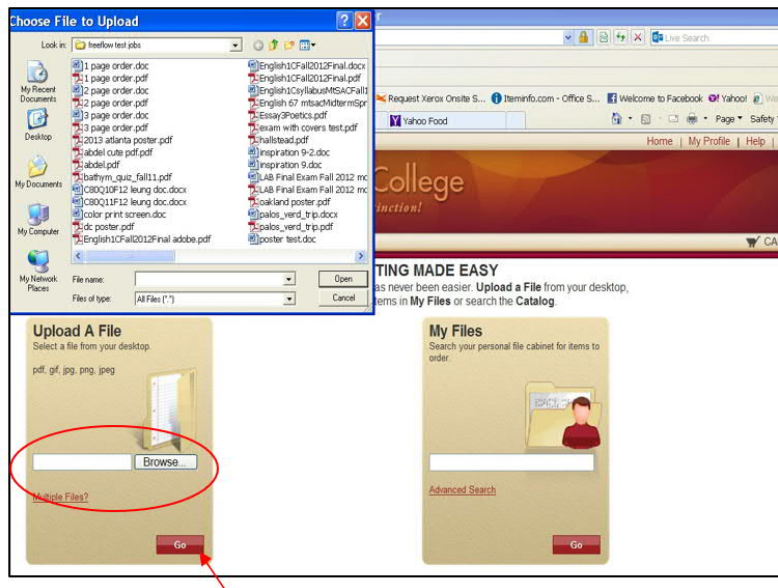 Choose File to Upload
Look in: freeflow test jobs
Live Search
My Recent Documents
Desktop
My Documents
My Computer
My Network Places
1 page order.doc
1 page order.pdf
2 page order.doc
2 page order.pdf
3 page order.doc
3 page order.pdf
2013 atlanta poster.pdf
abdel cute pdf.pdf
abdel.pdf
bathym_quiz_fall11.pdf
C80Q10F12 leung doc.docx
C80Q11F12 leung doc.docx
color print screen.doc
dc poster.pdf
English1CFall2012Final adobe.pdf
English1CFall2012Final.docx
English1CFall2012Final.pdf
English1CsyllabusMtSACFall1
English 67 mtsacMidtermSpr
Essay3Poetics.pdf
exam with covers test.pdf
hallstead.pdf
inspiration 9-2.doc
inspiration 9.doc
LAB Final Exam Fall 2012 mo
LAB Final Exam Fall 2012 mo
oakland poster.pdf
palos_verd_trip.docx
palos_verd_trip.pdf
poster test.doc
File name: Open
Files of type: All Files (*.*) Cancel
Request Xerox Onsite S... Iteminfo.com - Office S... Welcome to Facebook Yahoo!
Yahoo Food Page Safety
Home | My Profile | Help |
College
inction!
CA
TING MADE EASY
as never been easier. Upload a File from your desktop,
tems in My Files or search the Catalog.
Upload A File
Select a file from your desktop.
pdf, gif, jpg, png, jpeg
Browse...
Multiple Files?
Go
My Files
Search your personal file cabinet for items to
order.
Advanced Search
Go